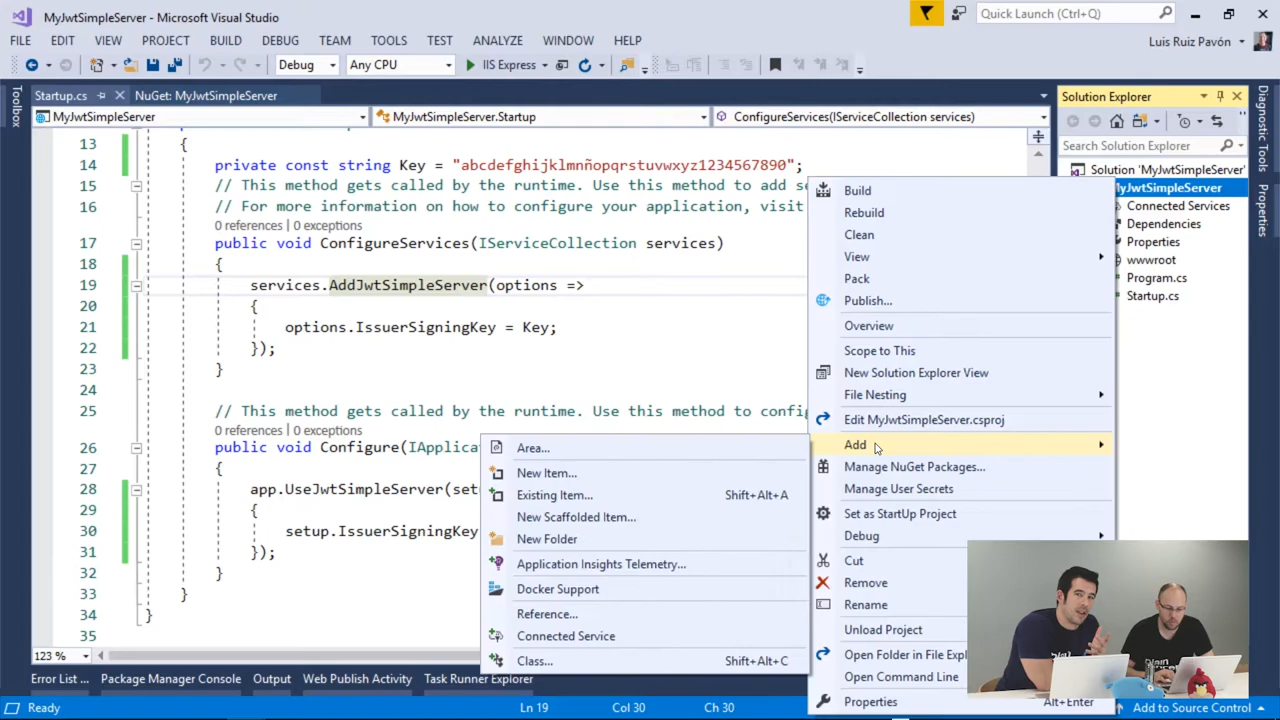 MyJwtSimpleServer - Microsoft Visual Studio
Quick Launch (Ctrl+Q)
FILE EDIT VIEW PROJECT BUILD DEBUG TEAM TOOLS TEST ANALYZE WINDOW HELP
Luis Ruiz Pavón
Debug Any CPU IIS Express
Startup.cs NuGet: MyJwtSimpleServer
MyJwtSimpleServer MyJwtSimpleServer.Startup ConfigureServices(IServiceCollection services)
Toolbox
13 {
14 private const string Key = "abcdefghijklmnñopqrstuvwxyz1234567890";
15 // This method gets called by the runtime. Use this method to add se
16 // For more information on how to configure your application, visit
0 references | 0 exceptions
17 public void ConfigureServices(IServiceCollection services)
18 {
19 services.AddJwtSimpleServer(options =>
20 {
21 options.IssuerSigningKey = Key;
22 });
23 }
24
25 // This method gets called by the runtime. Use this method to config
0 references | 0 exceptions
26 public void Configure(IApplicat
27 {
28 app.UseJwtSimpleServer(set
29 {
30 setup.IssuerSigningKey
31 });
32 }
33 }
34 }
35
123 %
Area...
New Item...
Existing Item... Shift+Alt+A
New Scaffolded Item...
New Folder
Application Insights Telemetry...
Docker Support
Reference...
Connected Service
Class... Shift+Alt+C
Build
Rebuild
Clean
View
Pack
Publish...
Overview
Scope to This
New Solution Explorer View
File Nesting
Edit MyJwtSimpleServer.csproj
Add
Manage NuGet Packages...
Manage User Secrets
Set as StartUp Project
Debug
Cut
Remove
Rename
Unload Project
Open Folder in File Expl
Open Command Line
Properties Alt+Enter
Solution Explorer
Search Solution Explorer
Solution 'MyJwtSimpleServer'
MyJwtSimpleServer
Connected Services
Dependencies
Properties
wwwroot
Program.cs
Startup.cs
Diagnostic Tools
Properties
Error List ... Package Manager Console Output Web Publish Activity Task Runner Explorer
Ready Ln 19 Col 30 Ch 30 Add to Source Control